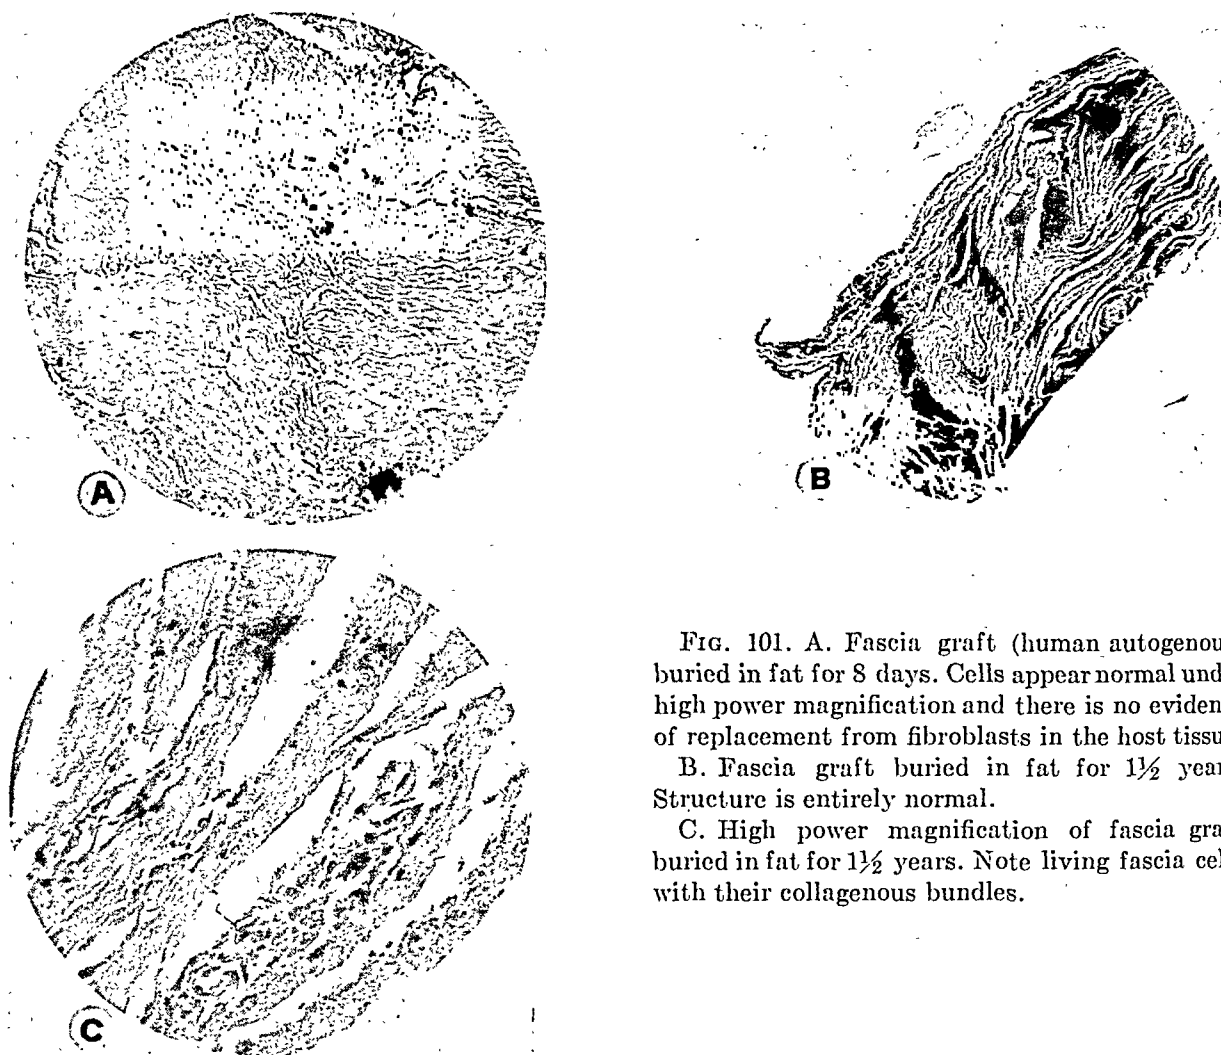 A
B
C
FIG. 101. A. Fascia graft (human autogenou
buried in fat for 8 days. Cells appear normal und
high power magnification and there is no eviden
of replacement from fibroblasts in the host tissu
B. Fascia graft buried in fat for 1½ year
Structure is entirely normal.
C. High power magnification of fascia gra
buried in fat for 1½ years. Note living fascia cel
with their collagenous bundles.